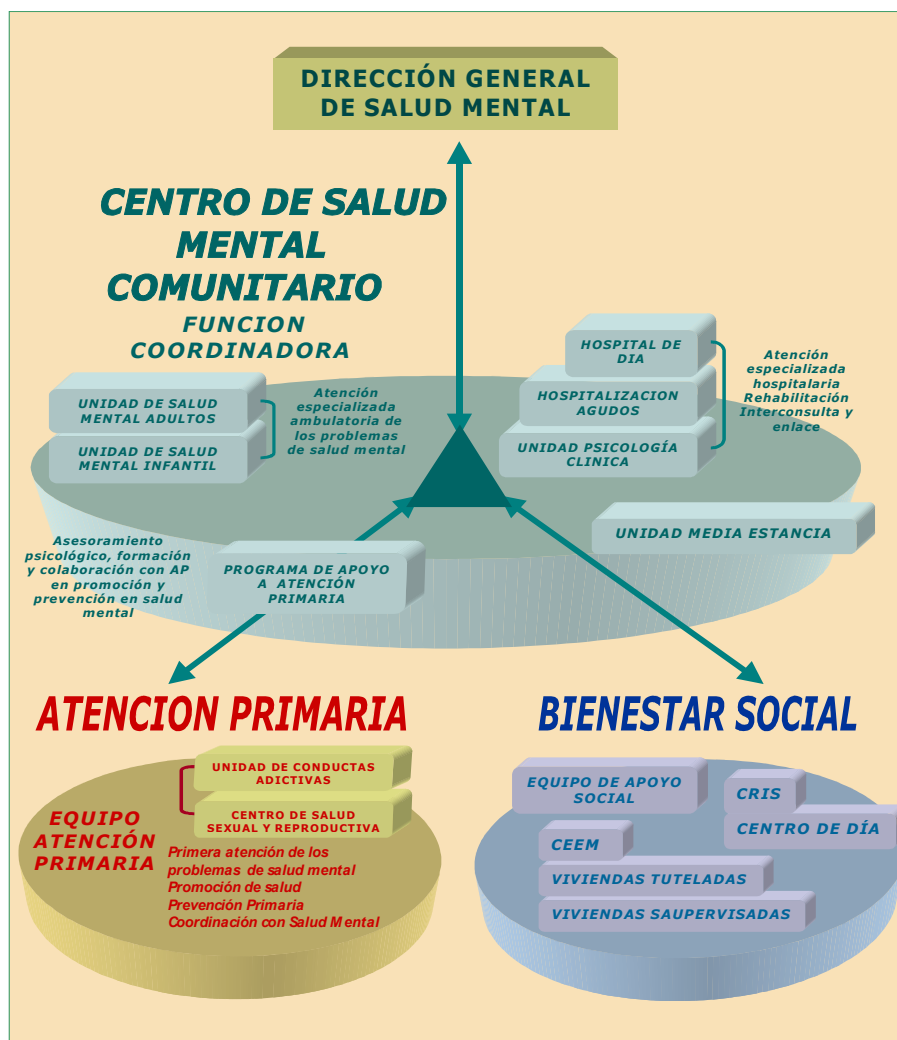 DIRECCIÓN GENERAL
DE SALUD MENTAL
CENTRO DE SALUD
MENTAL
COMUNITARIO
FUNCION
COORDINADORA
UNIDAD DE SALUD
MENTAL ADULTOS
UNIDAD DE SALUD
MENTAL INFANTIL
Atención
especializada
ambulatoria de
los problemas
de salud mental
HOSPITAL DE
DIA
HOSPITALIZACION
AGUDOS
UNIDAD PSICOLOGÍA
CLINICA
Atención
especializada
hospitalaria
Rehabilitación
Interconsulta y
enlace
UNIDAD MEDIA ESTANCIA
Asesoramiento
psicológico, formación
y colaboración con AP
en promoción y
prevención en salud
mental
PROGRAMA DE APOYO
A ATENCIÓN
PRIMARIA
ATENCION PRIMARIA
UNIDAD DE CONDUCTAS
ADICTIVAS
CENTRO DE SALUD
SEXUAL Y REPRODUCTIVA
EQUIPO
ATENCIÓN
PRIMARIA
Primera atención de los
problemas de salud mental
Promoción de salud
Prevención Primaria
Coordinación con Salud Mental
BIENESTAR SOCIAL
EQUIPO DE APOYO
SOCIAL
CRIS
CENTRO DE DÍA
CEEM
VIVIENDAS TUTELADAS
VIVIENDAS SAUPERVISADAS